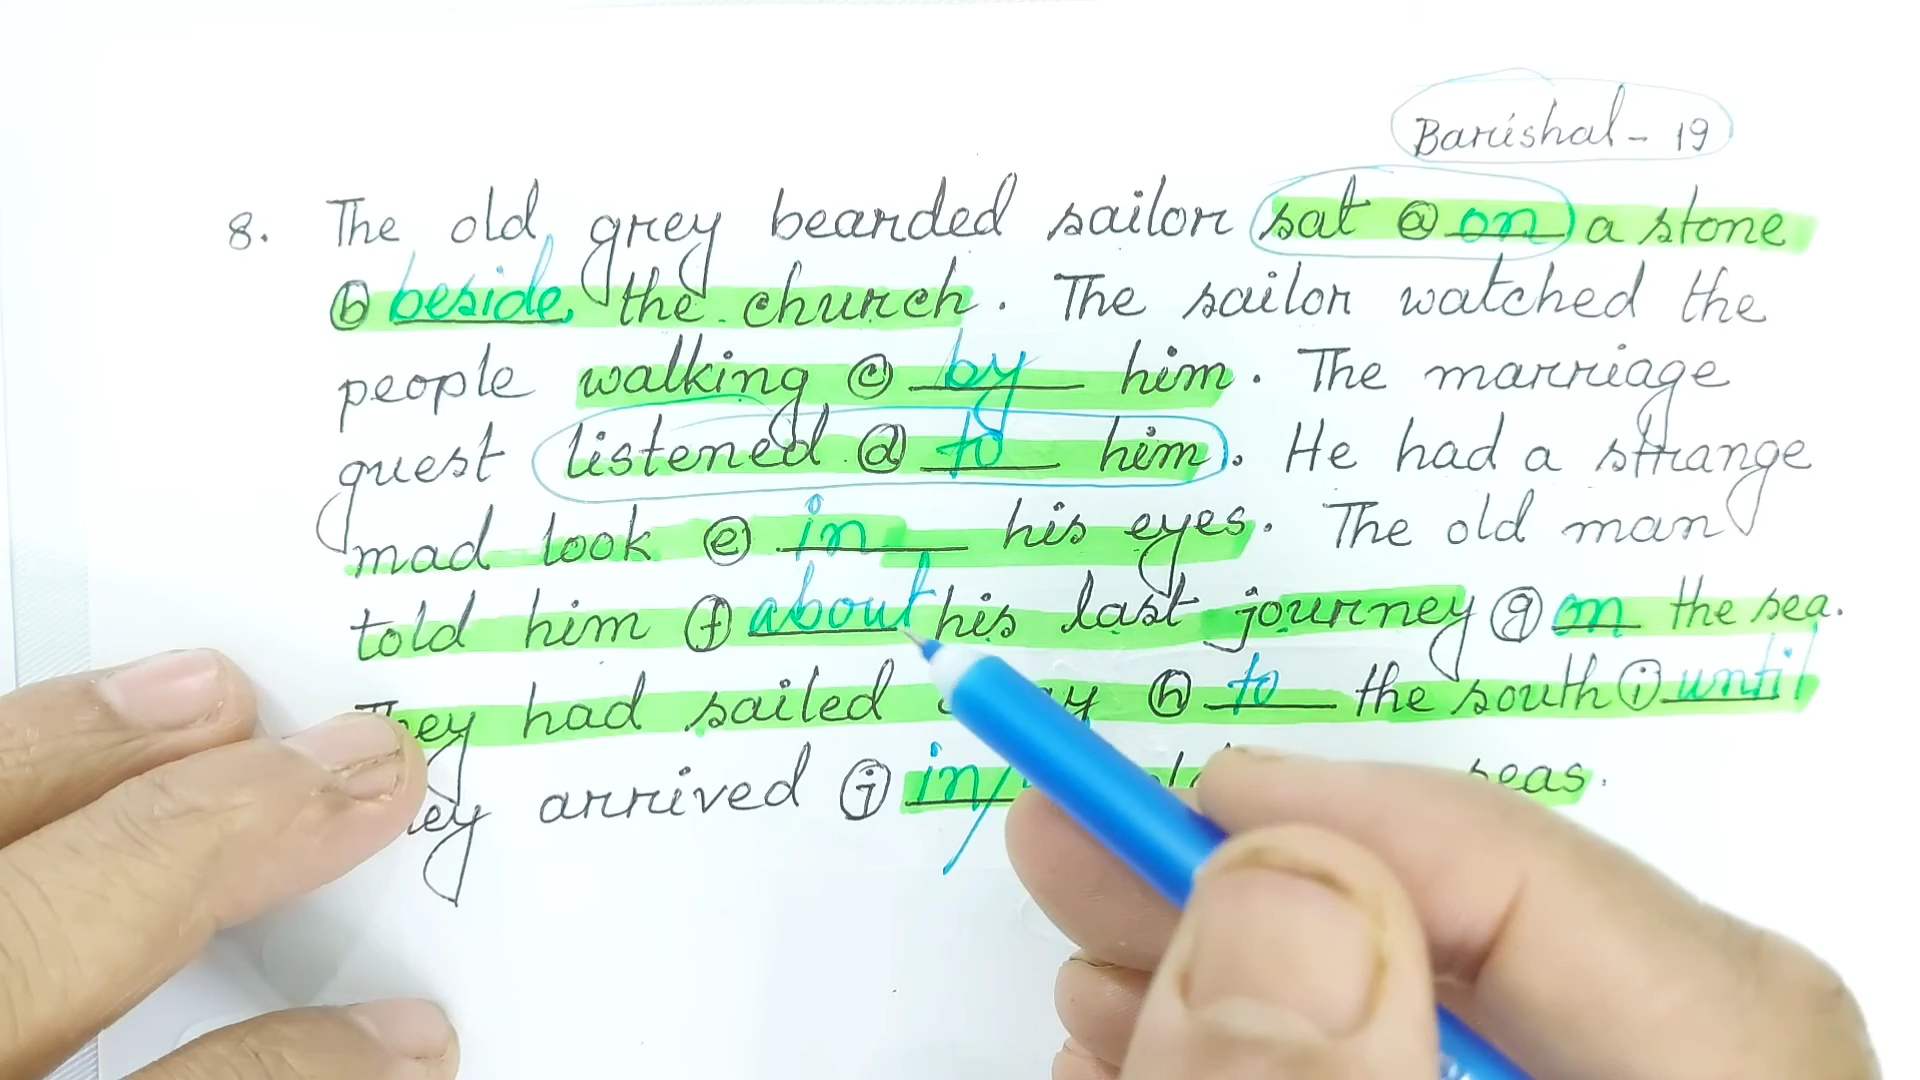 Barishal - 19
8. The old, grey bearded sailor sat (a) on a stone
(b) beside the church. The sailor watched the
people walking (c) by him. The marriage
guest listened (d) to him. He had a strange
mad look (e) in his eyes. The old man
told him (f) about his last journey (g) on the sea.
They had sailed (h) to the south (i) until
arrived (j) in/ seas.